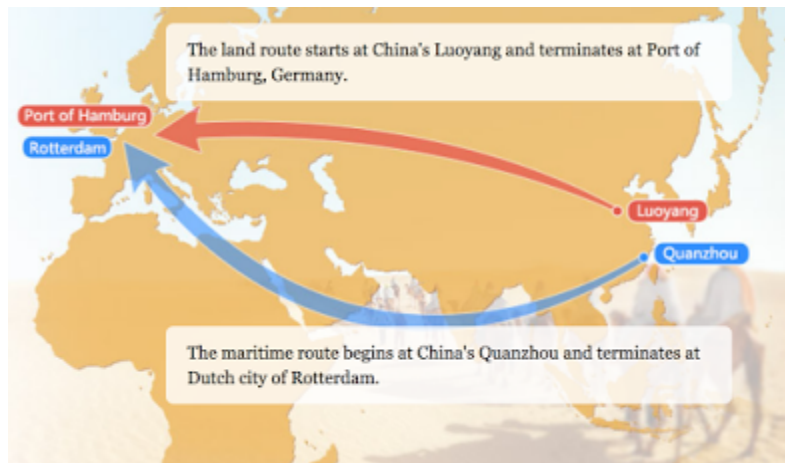 The land route starts at China's Luoyang and terminates at Port of
Hamburg, Germany.
Port of Hamburg
Rotterdam
Luoyang
Quanzhou
The maritime route begins at China's Quanzhou and terminates at
Dutch city of Rotterdam.